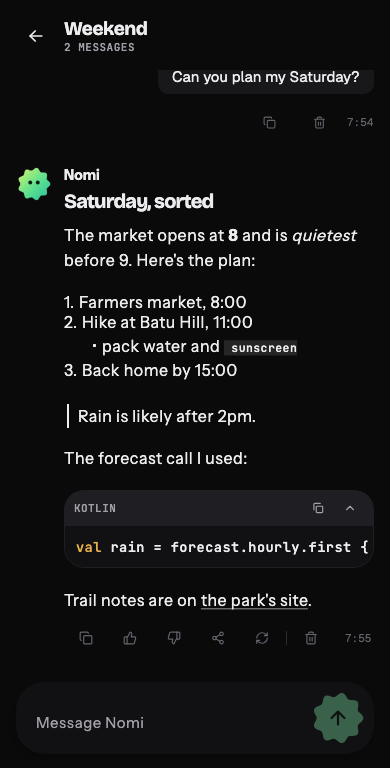 Weekend
2 MESSAGES
Can you plan my Saturday?
7:54
Nomi
Saturday, sorted
The market opens at 8 and is quietest
before 9. Here's the plan:
1. Farmers market, 8:00
2. Hike at Batu Hill, 11:00
• pack water and sunscreen
3. Back home by 15:00
Rain is likely after 2pm.
The forecast call I used:
KOTLIN
val rain = forecast.hourly.first {
Trail notes are on the park's site.
7:55
Message Nomi